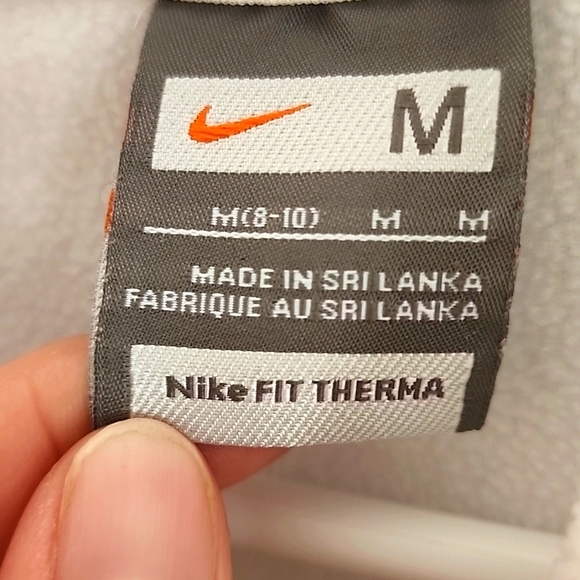 M
M(8-10) M M
MADE IN SRI LANKA
FABRIQUE AU SRI LANKA
Nike FIT THERMA